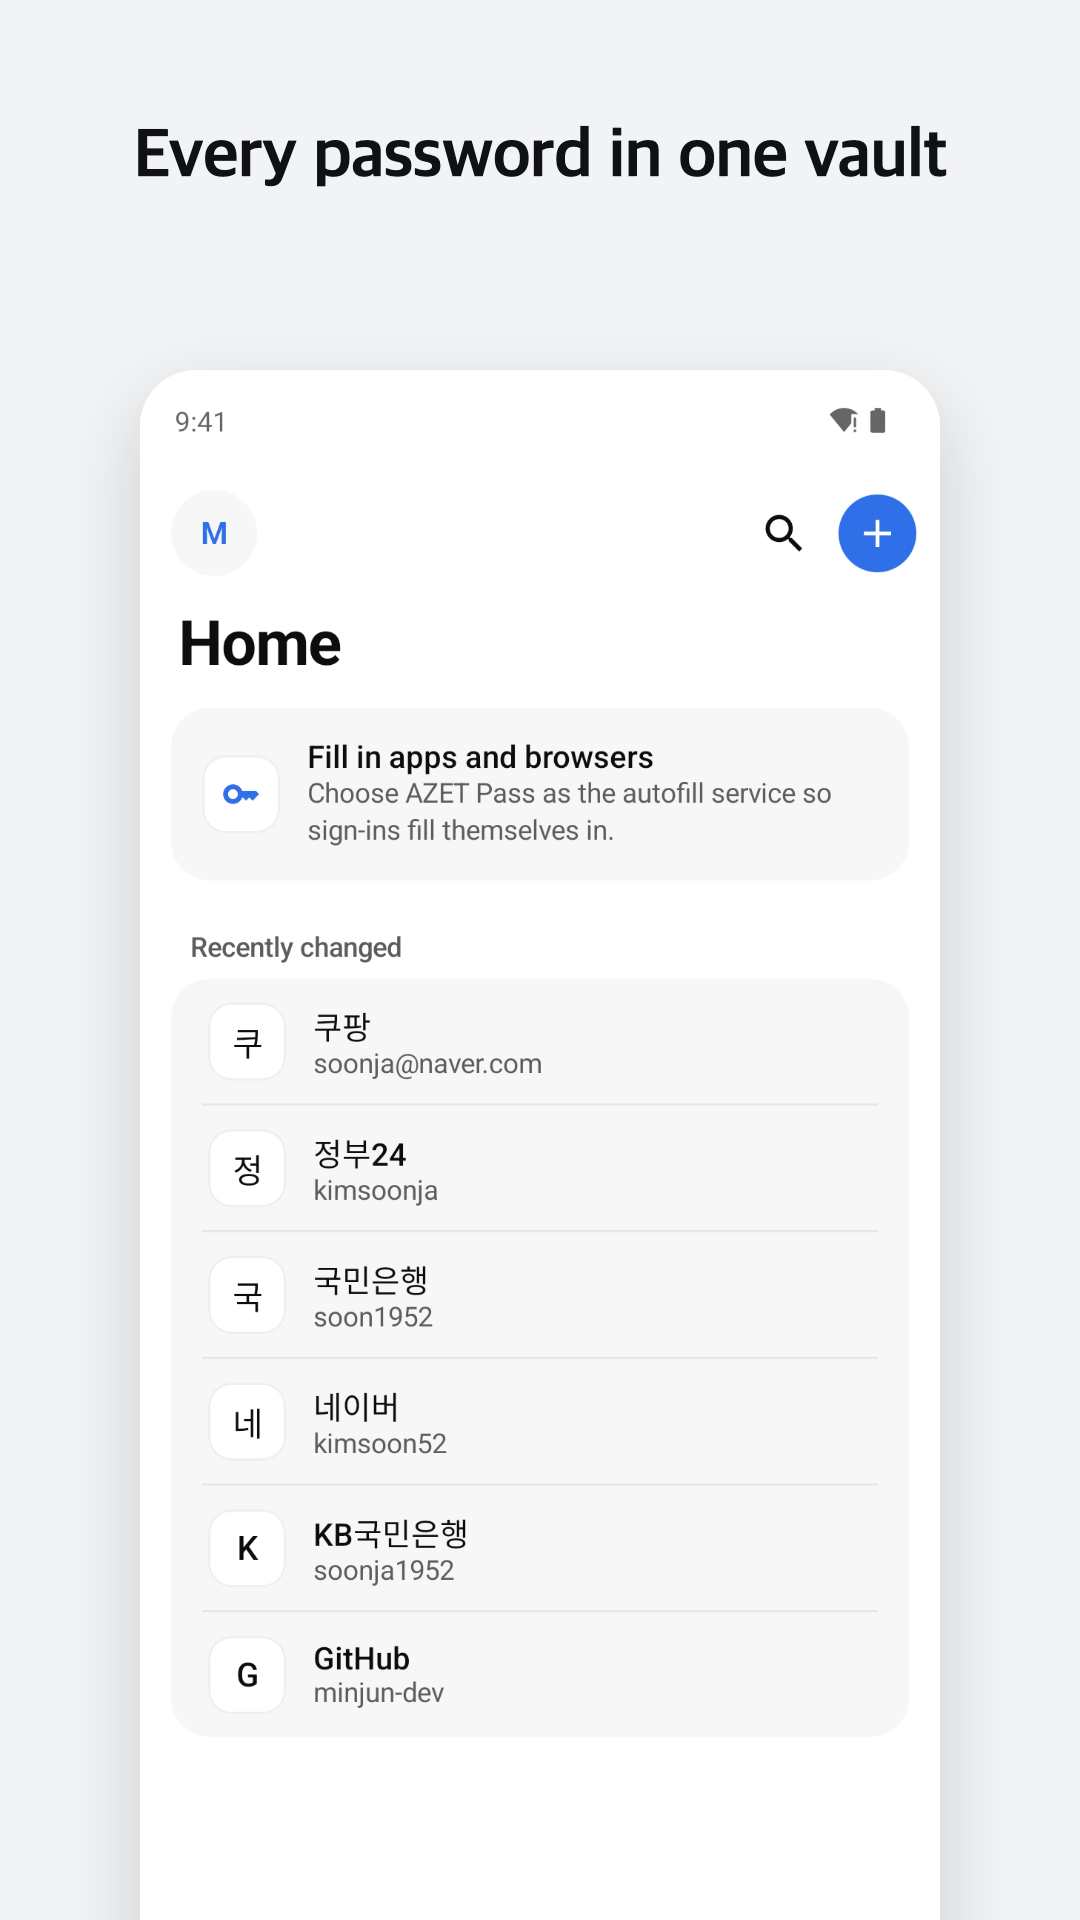 Every password in one vault
9:41
M
Home
Fill in apps and browsers
Choose AZET Pass as the autofill service so
sign-ins fill themselves in.
Recently changed
쿠
쿠팡
soonja@naver.com
정
정부24
kimsoonja
국
국민은행
soon1952
네
네이버
kimsoon52
K
KB국민은행
soonja1952
G
GitHub
minjun-dev